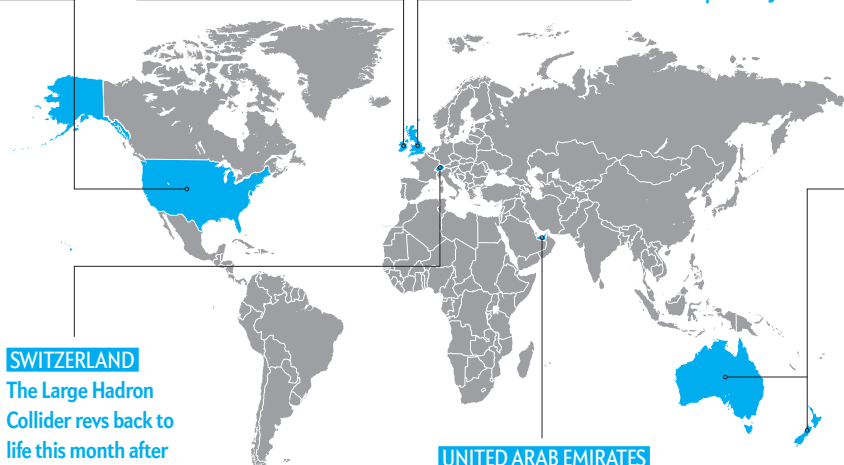 SWITZERLAND
The Large Hadron
Collider revs back to
life this month after
UNITED ARAB EMIRATES